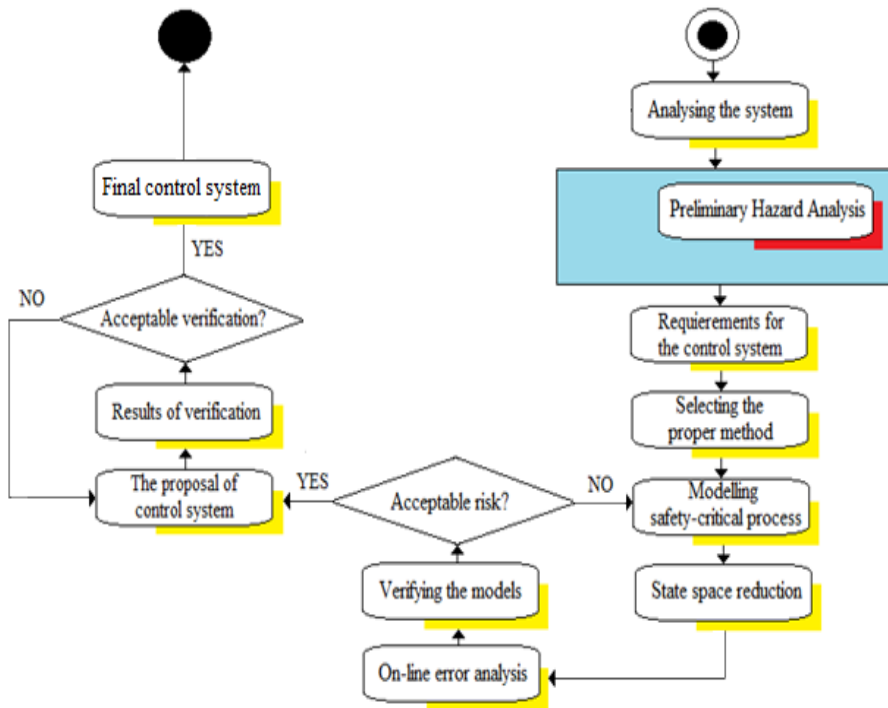 Analysing the system
Preliminary Hazard Analysis
Requierements for
the control system
Selecting the
proper method
Modelling
safety-critical process
State space reduction
On-line error analysis
Verifying the models
Acceptable risk?
NO
YES
The proposal of
control system
Results of verification
Acceptable verification?
NO
YES
Final control system